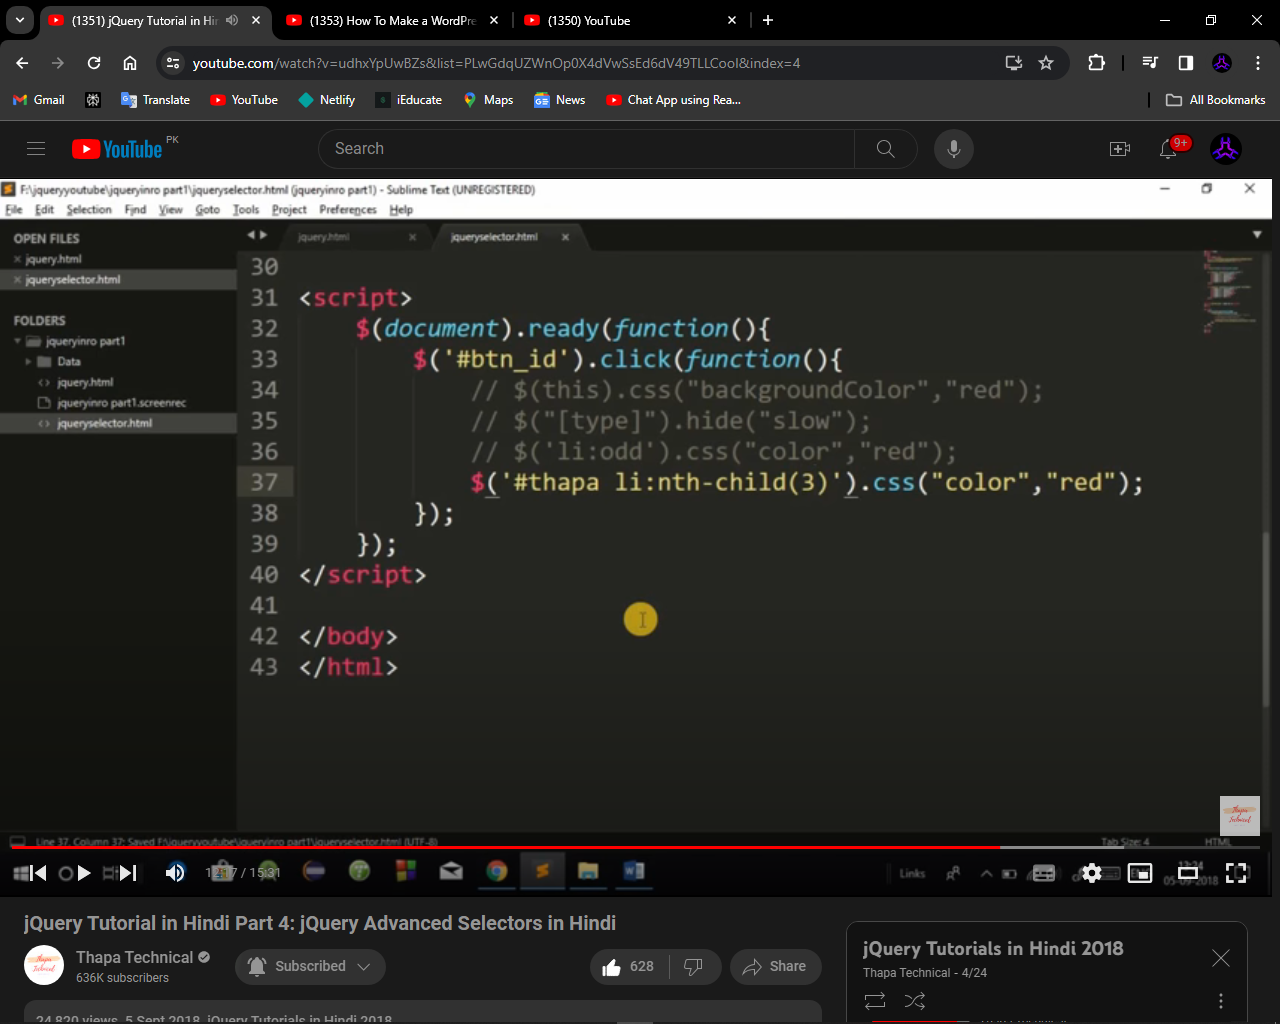 (1351) jQuery Tutorial in Hin
(1353) How To Make a WordPre
(1350) YouTube
youtube.com/watch?v=udhxYpUwBZs&list=PLwGdqUZWnOp0X4dVwSsEd6dV49TLLCool&index=4
Gmail
Translate
YouTube
Netlify
iEducate
Maps
News
Chat App using Rea...
All Bookmarks
YouTube PK
Search
9+
F:\jqueryyoutube\jqueryinro part1\jqueryselector.html (jqueryinro part1) - Sublime Text (UNREGISTERED)
File Edit Selection Find View Goto Tools Project Preferences Help
OPEN FILES
jquery.html
jqueryselector.html
FOLDERS
jqueryinro part1
Data
jquery.html
jqueryinro part1.screenrec
jqueryselector.html
jquery.html
jqueryselector.html
30
31 <script>
32 $(document).ready(function(){
33 $('#btn_id').click(function(){
34 // $(this).css("backgroundColor","red");
35 // $("[type]").hide("slow");
36 // $('li:odd').css("color","red");
37 $('#thapa li:nth-child(3)').css("color","red");
38 });
39 });
40 </script>
41
42 </body>
43 </html>
Thapa
Technical
Line 37, Column 37; Saved F:\jqueryyoutube\jqueryinro part1\jqueryselector.html (UTF-8)
Tab Size: 4
HTML
12:17 / 15:31
Links
13:24
05-09-2018
jQuery Tutorial in Hindi Part 4: jQuery Advanced Selectors in Hindi
Thapa
Technical
Thapa Technical
636K subscribers
Subscribed
628
Share
24,820 views 5 Sept 2018 jQuery Tutorials in Hindi 2018
jQuery Tutorials in Hindi 2018
Thapa Technical - 4/24